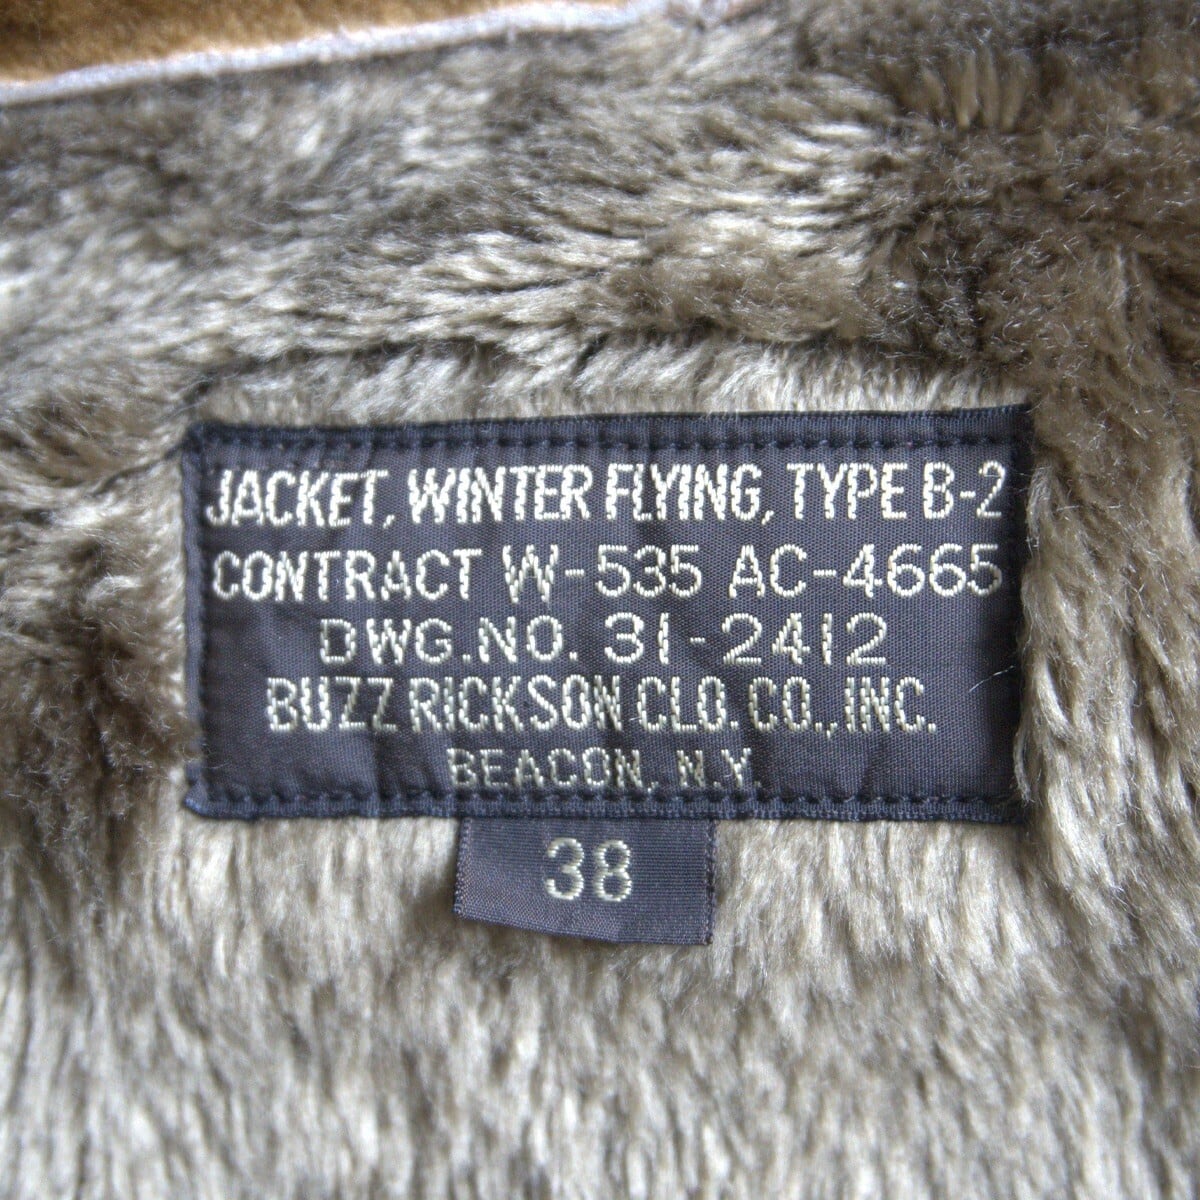 JACKET, WINTER FLYING, TYPE B-2
CONTRACT W-535 AC-4665
DWG.NO. 31-2412
BUZZ RICKSON CLO. CO., INC.
BEACON, N.Y.
38